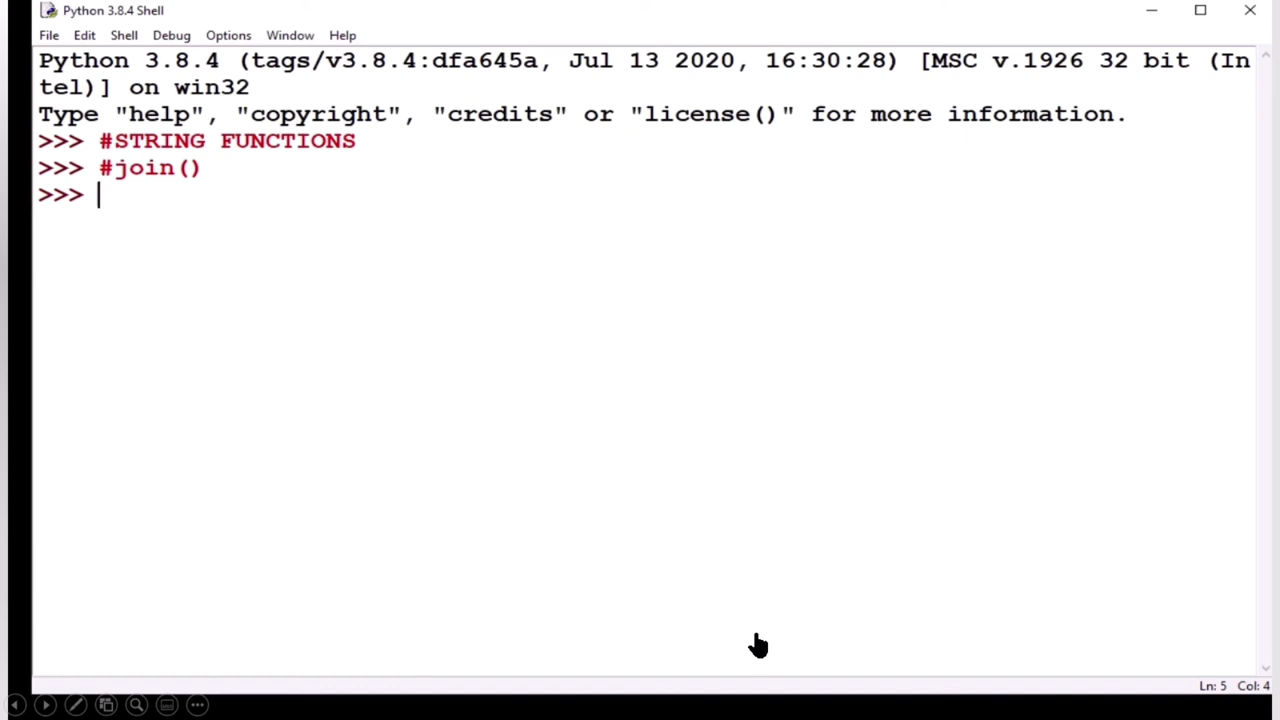 Python 3.8.4 Shell
File Edit Shell Debug Options Window Help
Python 3.8.4 (tags/v3.8.4:dfa645a, Jul 13 2020, 16:30:28) [MSC v.1926 32 bit (In
tel)] on win32
Type "help", "copyright", "credits" or "license()" for more information.
>>> #STRING FUNCTIONS
>>> #join()
>>>
Ln: 5 Col: 4